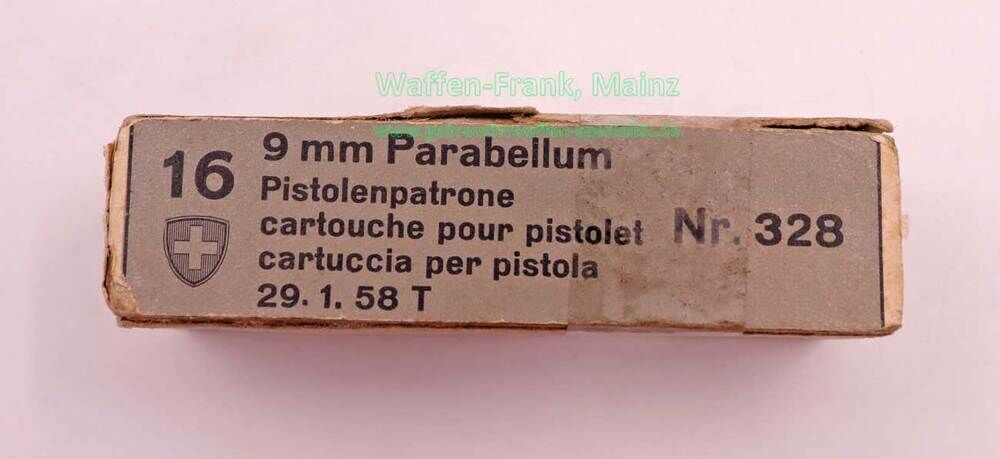 Waffen-Frank, Mainz
16
9 mm Parabellum
Pistolenpatrone
cartouche pour pistolet
cartuccia per pistola
29. 1. 58 T
Nr. 328